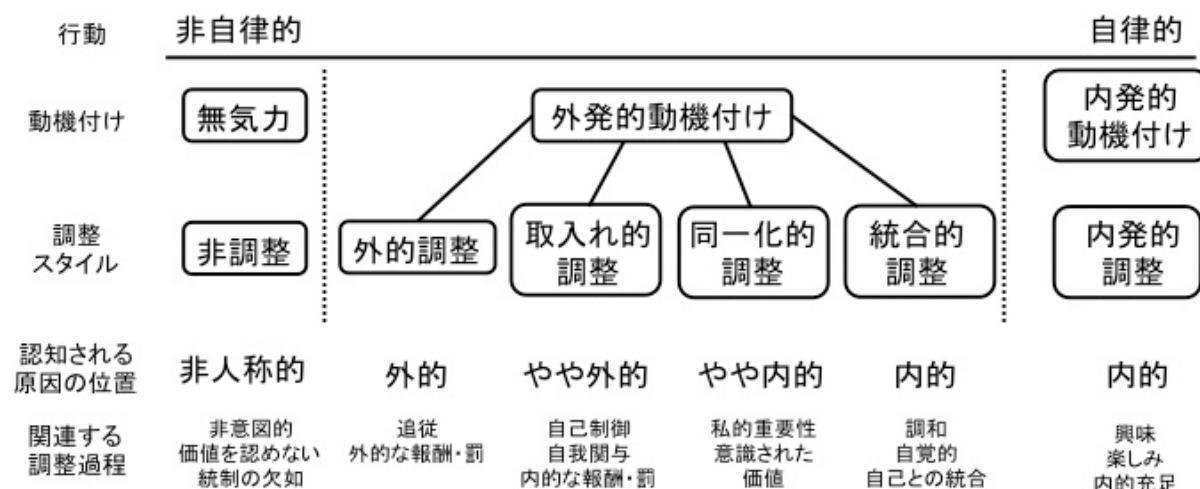 行動
非自律的
自律的
動機付け
無気力
外発的動機付け
内発的
動機付け
調整
スタイル
非調整
外的調整
取入れ的
調整
同一化的
調整
統合的
調整
内発的
調整
認知される
原因の位置
非人称的
外的
やや外的
やや内的
内的
内的
関連する
調整過程
非意図的
価値を認めない
統制の欠如
追従
外的な報酬・罰
自己制御
自我関与
内的な報酬・罰
私的重要性
意識された
価値
調和
自覚的
自己との統合
興味
楽しみ
内的充足